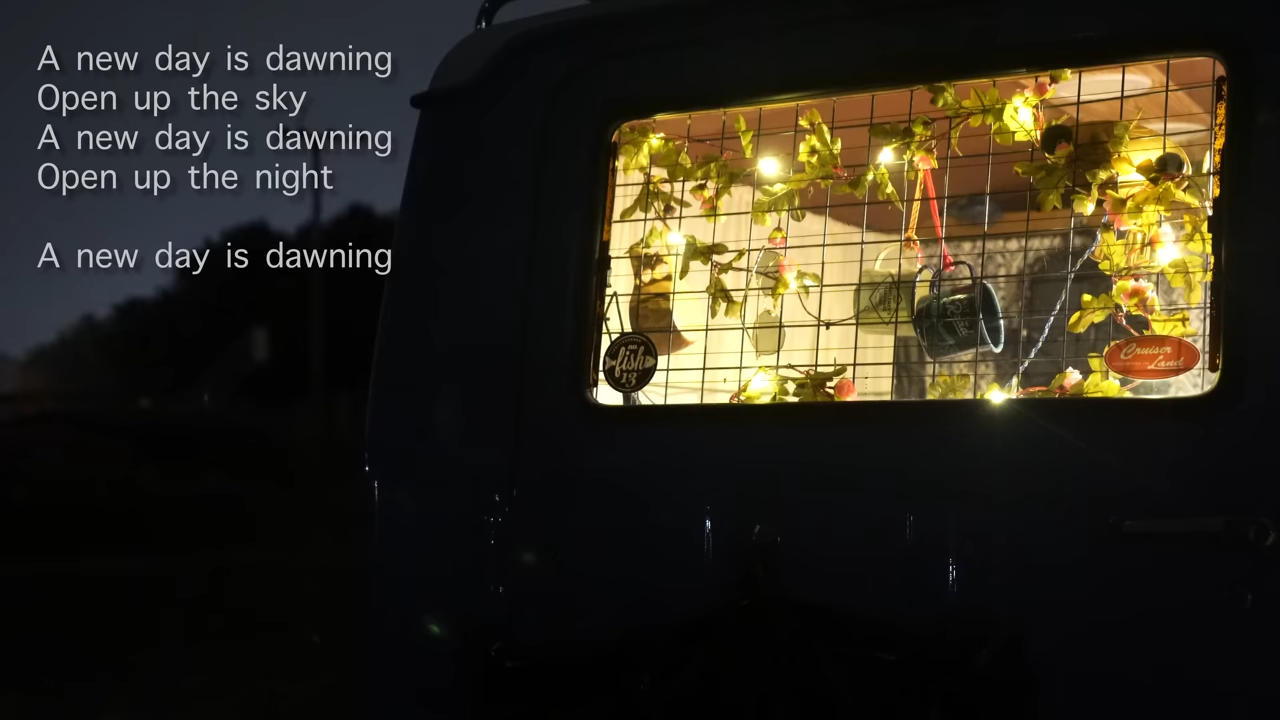 A new day is dawning
Open up the sky
A new day is dawning
Open up the night
A new day is dawning
fish
13
Cruiser
Land